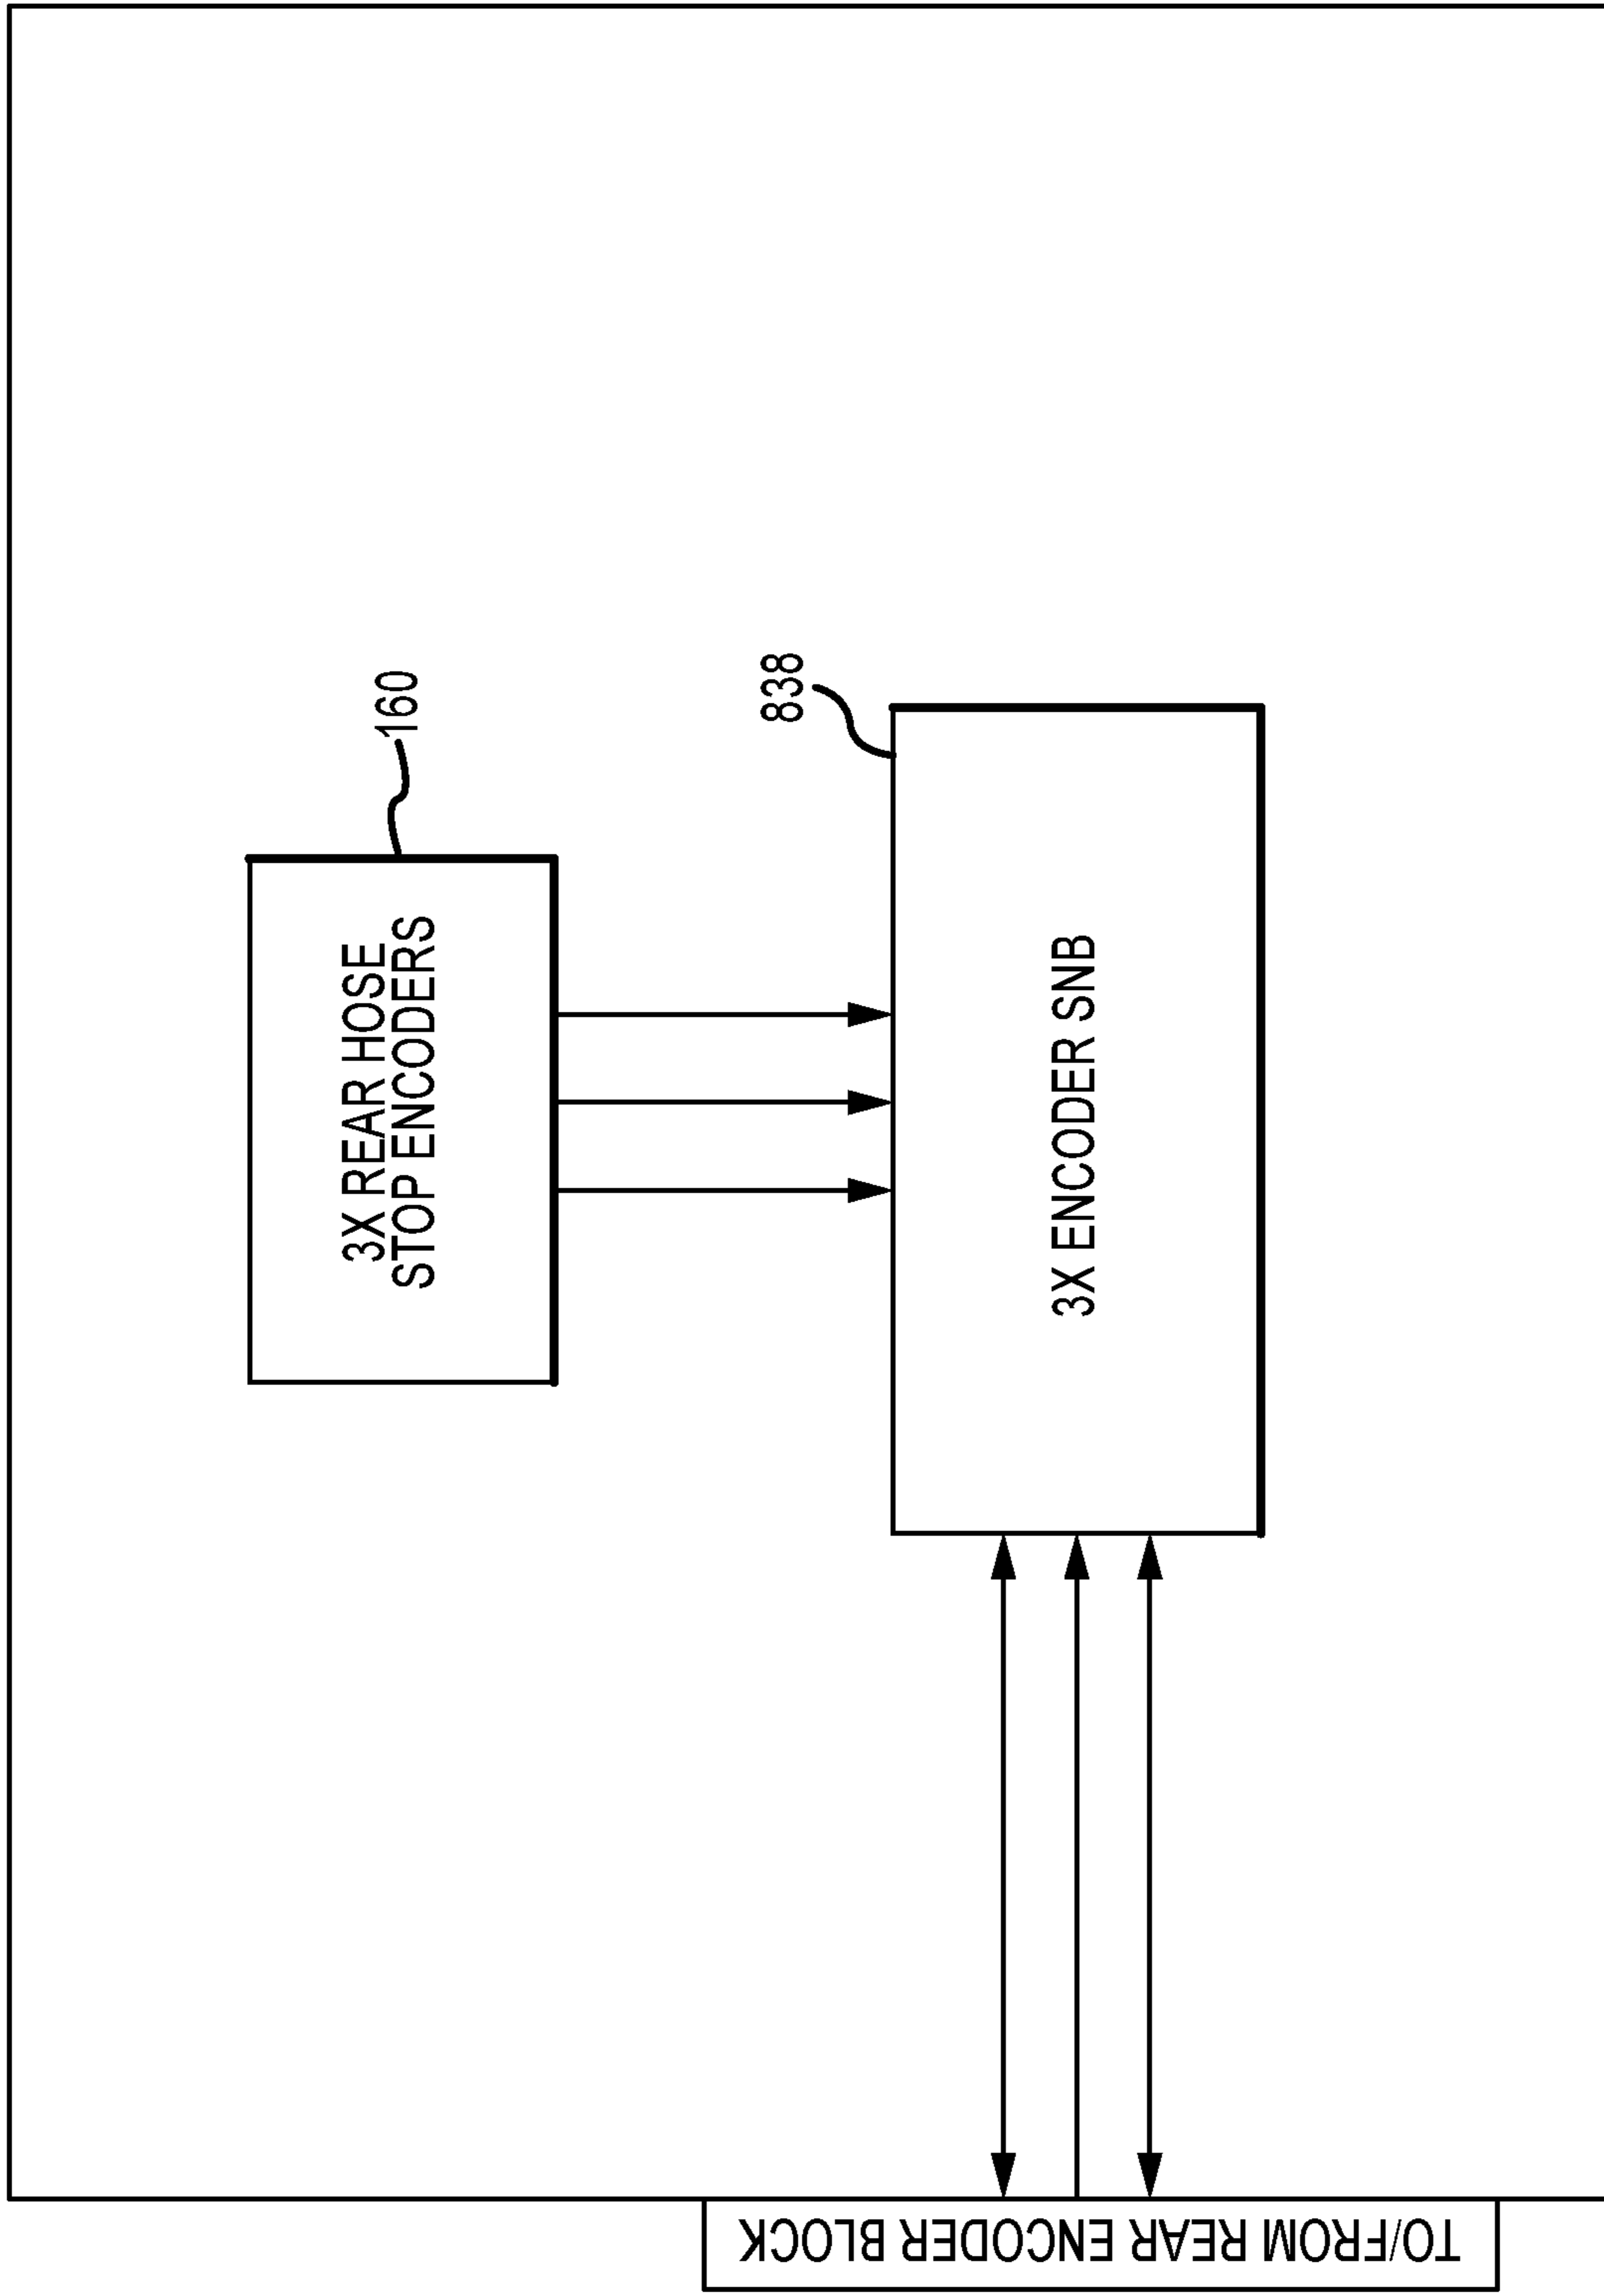 3X REAR HOSE
STOP ENCODERS
160
838
3X ENCODER SNB
TO/FROM REAR ENCODER BLOCK